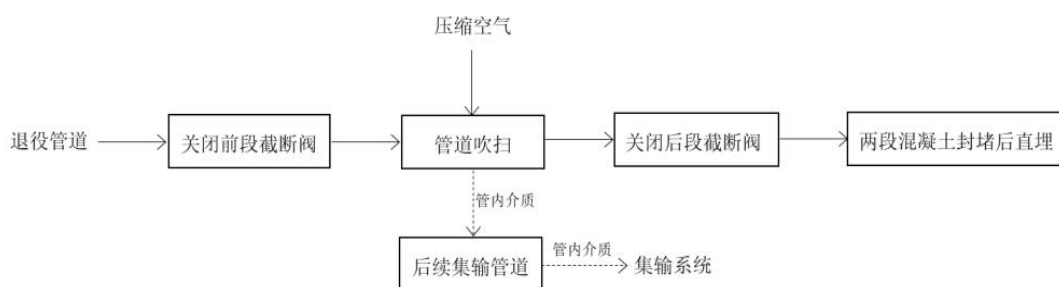 压缩空气
退役管道
关闭前段截断阀
管道吹扫
关闭后段截断阀
两段混凝土封堵后直埋
管内介质
后续集输管道
管内介质
集输系统